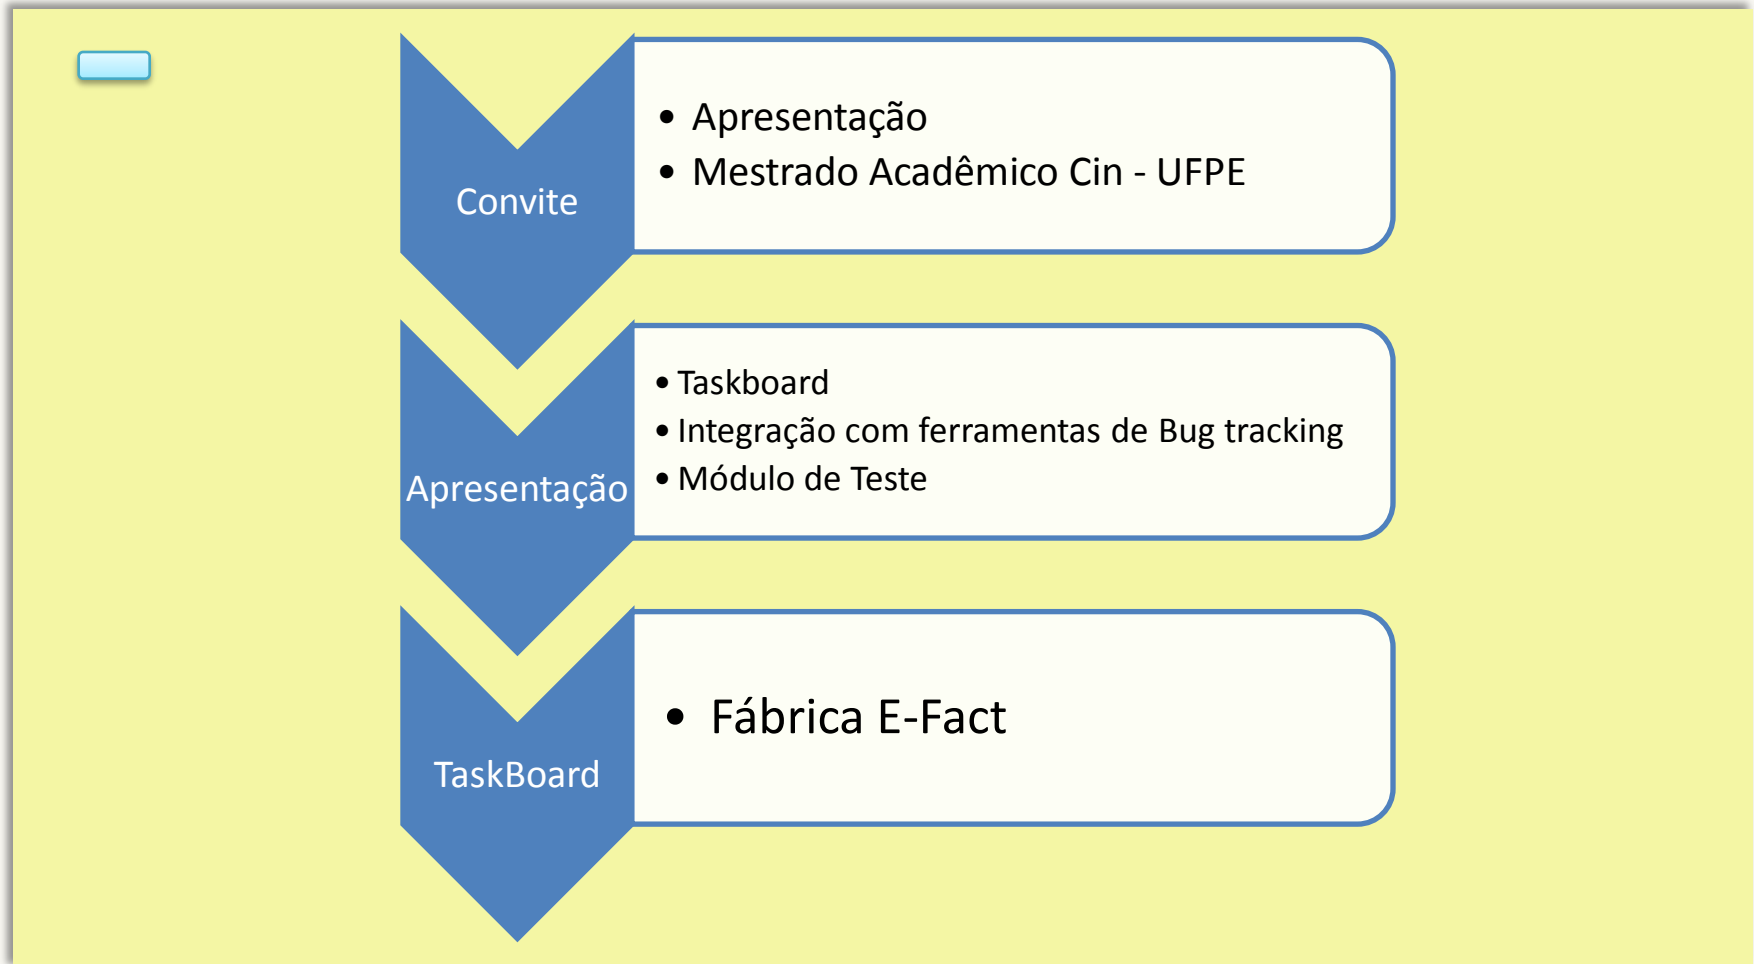 Convite
• Apresentação
• Mestrado Acadêmico Cin - UFPE
Apresentação
• Taskboard
• Integração com ferramentas de Bug tracking
• Módulo de Teste
TaskBoard
• Fábrica E-Fact